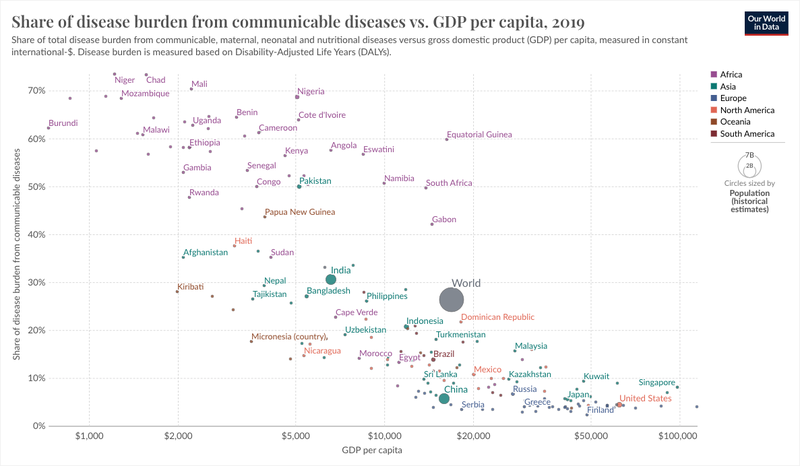 Share of disease burden from communicable diseases vs. GDP per capita, 2019
Our World
in Data
Share of total disease burden from communicable, maternal, neonatal and nutritional diseases versus gross domestic product (GDP) per capita, measured in constant
international-$. Disease burden is measured based on Disability-Adjusted Life Years (DALYs).
Share of disease burden from communicable diseases
70%
60%
50%
40%
30%
20%
10%
0%
Niger
Chad
Mali
Mozambique
Nigeria
Burundi
Malawi
Uganda
Benin
Cote d'Ivoire
Cameroon
Equatorial Guinea
Ethiopia
Kenya
Angola
Eswatini
Gambia
Senegal
Congo
Pakistan
Namibia
South Africa
Rwanda
Papua New Guinea
Gabon
Haiti
Afghanistan
Sudan
India
World
Kiribati
Nepal
Tajikistan
Bangladesh
Philippines
Cape Verde
Indonesia
Dominican Republic
Micronesia (country)
Uzbekistan
Turkmenistan
Nicaragua
Morocco
Egypt
Brazil
Malaysia
Sri Lanka
Mexico
Kazakhstan
Kuwait
Singapore
China
Russia
Serbia
Greece
Japan
Finland
United States
$1,000
$2,000
$5,000
$10,000
$20,000
$50,000
$100,000
GDP per capita
Africa
Asia
Europe
North America
Oceania
South America
7B
2B
Circles sized by
Population
(historical
estimates)